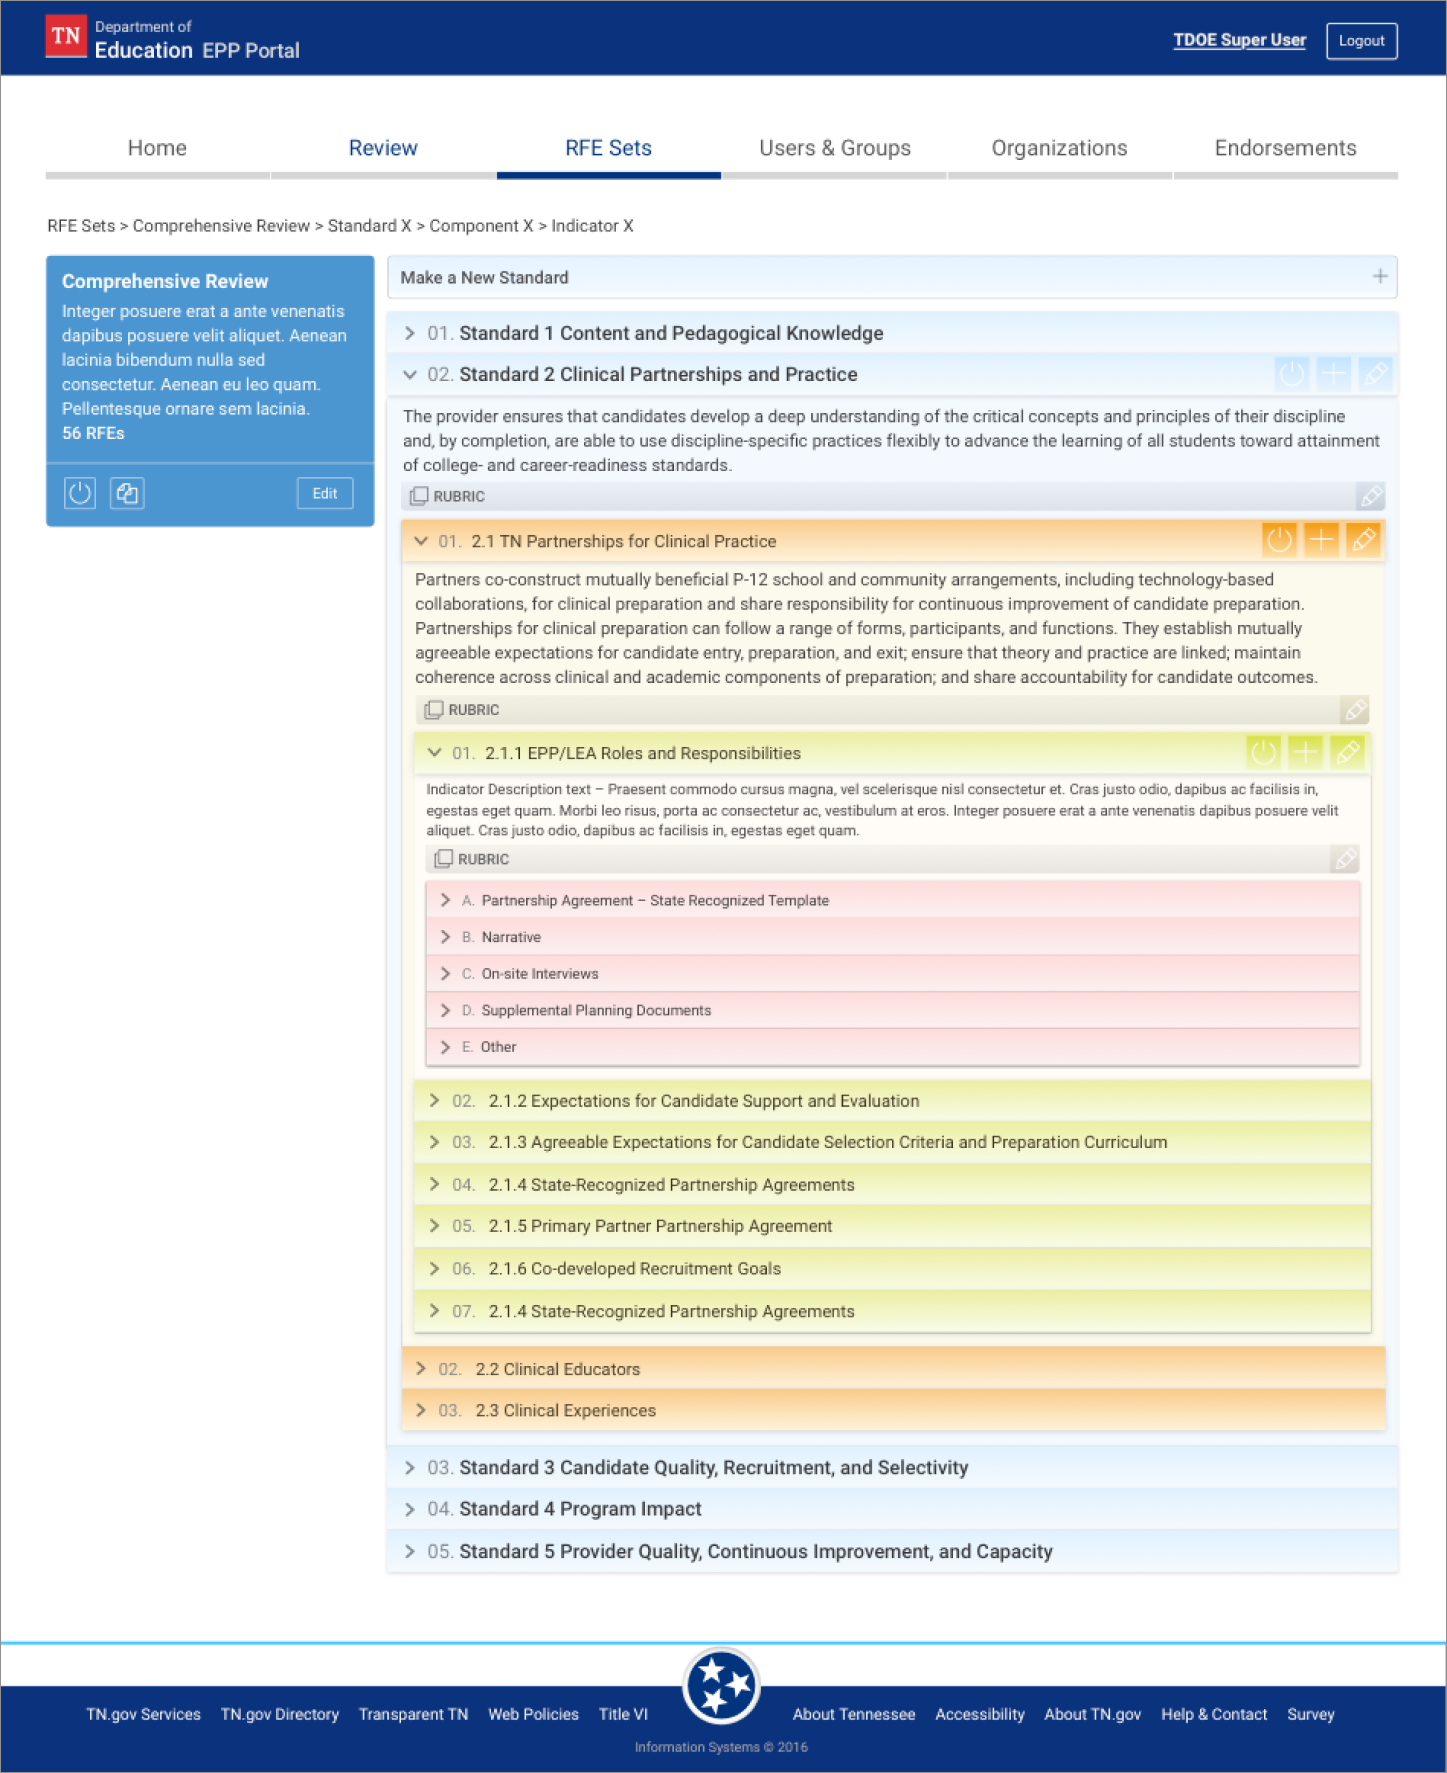 TN
Department of
Education EPP Portal
TDOE Super User
Logout
Home
Review
RFE Sets
Users & Groups
Organizations
Endorsements
RFE Sets > Comprehensive Review > Standard X > Component X > Indicator X
Comprehensive Review
Integer posuere erat a ante venenatis
dapibus posuere velit aliquet. Aenean
lacinia bibendum nulla sed
consectetur. Aenean eu leo quam.
Pellentesque ornare sem lacinia.
56 RFEs
Edit
Make a New Standard
01. Standard 1 Content and Pedagogical Knowledge
02. Standard 2 Clinical Partnerships and Practice
The provider ensures that candidates develop a deep understanding of the critical concepts and principles of their discipline
and, by completion, are able to use discipline-specific practices flexibly to advance the learning of all students toward attainment
of college- and career-readiness standards.
RUBRIC
01. 2.1 TN Partnerships for Clinical Practice
Partners co-construct mutually beneficial P-12 school and community arrangements, including technology-based
collaborations, for clinical preparation and share responsibility for continuous improvement of candidate preparation.
Partnerships for clinical preparation can follow a range of forms, participants, and functions. They establish mutually
agreeable expectations for candidate entry, preparation, and exit; ensure that theory and practice are linked; maintain
coherence across clinical and academic components of preparation; and share accountability for candidate outcomes.
RUBRIC
01. 2.1.1 EPP/LEA Roles and Responsibilities
Indicator Description text – Praesent commodo cursus magna, vel scelerisque nisl consectetur et. Cras justo odio, dapibus ac facilisis in,
egestas eget quam. Morbi leo risus, porta ac consectetur ac, vestibulum at eros. Integer posuere erat a ante venenatis dapibus posuere velit
aliquet. Cras justo odio, dapibus ac facilisis in, egestas eget quam.
RUBRIC
A. Partnership Agreement – State Recognized Template
B. Narrative
C. On-site Interviews
D. Supplemental Planning Documents
E. Other
02. 2.1.2 Expectations for Candidate Support and Evaluation
03. 2.1.3 Agreeable Expectations for Candidate Selection Criteria and Preparation Curriculum
04. 2.1.4 State-Recognized Partnership Agreements
05. 2.1.5 Primary Partner Partnership Agreement
06. 2.1.6 Co-developed Recruitment Goals
07. 2.1.4 State-Recognized Partnership Agreements
02. 2.2 Clinical Educators
03. 2.3 Clinical Experiences
03. Standard 3 Candidate Quality, Recruitment, and Selectivity
04. Standard 4 Program Impact
05. Standard 5 Provider Quality, Continuous Improvement, and Capacity
TN.gov Services
TN.gov Directory
Transparent TN
Web Policies
Title VI
About Tennessee
Accessibility
About TN.gov
Help & Contact
Survey
Information Systems © 2016